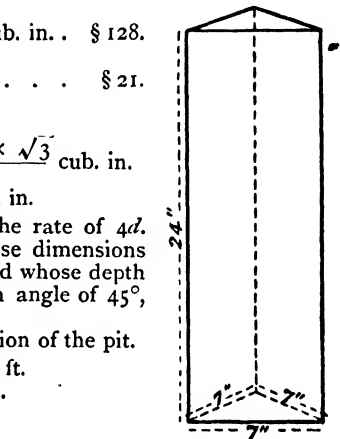 ub. in. . § 128.
. . . . § 21.
× √3 cub. in.
in.
he rate of 4d.
se dimensions
d whose depth
n angle of 45°,
ion of the pit.
ft.
24"
7" 7"
7"